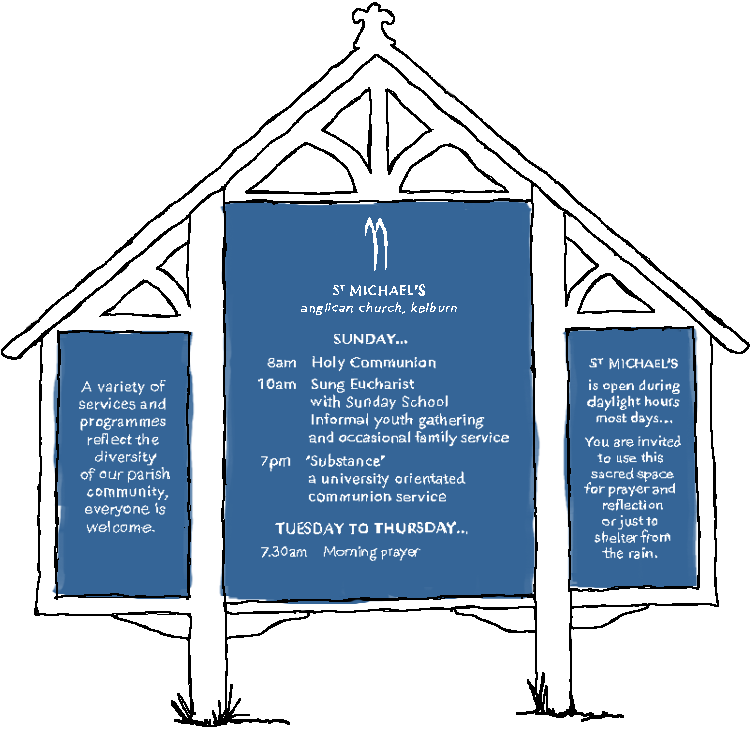 A variety of
services and
programmes
reflect the
diversity
of our parish
community,
everyone is
welcome.
ST MICHAEL'S
anglican church, kelburn
SUNDAY...
8am Holy Communion
10am Sung Eucharist
with Sunday School
Informal youth gathering
and occasional family service
7pm 'Substance'
a university orientated
communion service
TUESDAY TO THURSDAY...
7.30am Morning prayer
ST MICHAEL'S
is open during
daylight hours
most days...
You are invited
to use this
sacred space
for prayer and
reflection
or just to
shelter from
the rain.